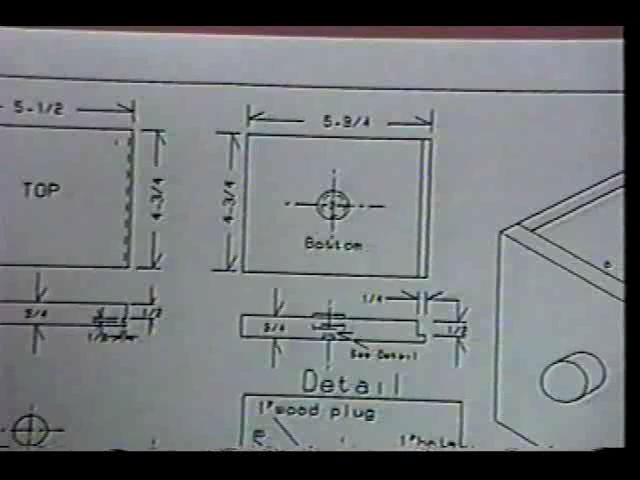 5-1/2
5-3/4
TOP
4-3/4
4-3/4
Bottom
1/4
3/4
1/2
3/4
1/2
See Detail
Detail
1" wood plug
1" hole